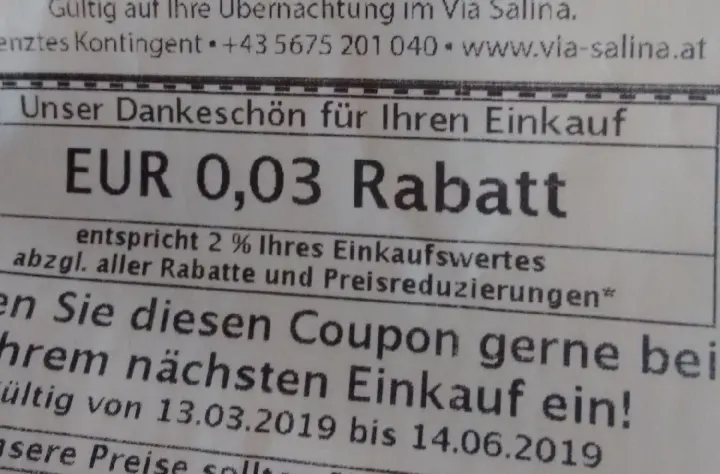 Gültig auf Ihre Übernachtung im Via Salina.
enztes Kontingent • +43 5675 201 040 • www.via-salina.at
Unser Dankeschön für Ihren Einkauf
EUR 0,03 Rabatt
entspricht 2 % Ihres Einkaufswertes
abzgl. aller Rabatte und Preisreduzierungen*
en Sie diesen Coupon gerne bei
hrem nächsten Einkauf ein!
ültig von 13.03.2019 bis 14.06.2019
nsere Preise